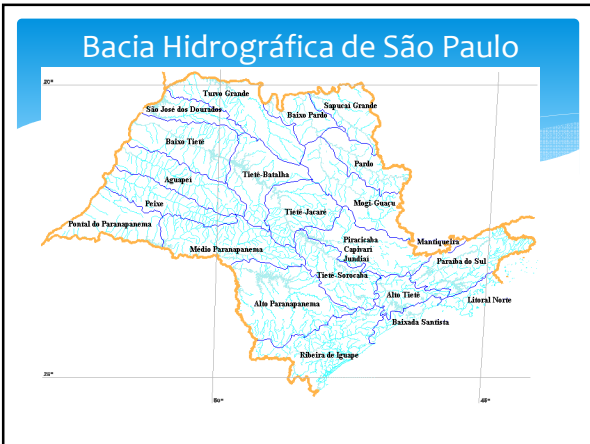 Bacia Hidrográfica de São Paulo
20°
Turvo Grande
Sapucai Grande
São José dos Dourados
Baixo Pardo
Baixo Tietê
Pardo
Tietê-Batalha
Aguapeí
Peixe
Mogi-Guaçu
Tietê-Jacaré
Pontal do Paranapanema
Piracicaba
Capivari
Jundiaí
Mantiqueira
Médio Paranapanema
Paraíba do Sul
Tietê-Sorocaba
Alto Paranapanema
Alto Tietê
Litoral Norte
Baixada Santista
Ribeira de Iguape
25°
50°
45°